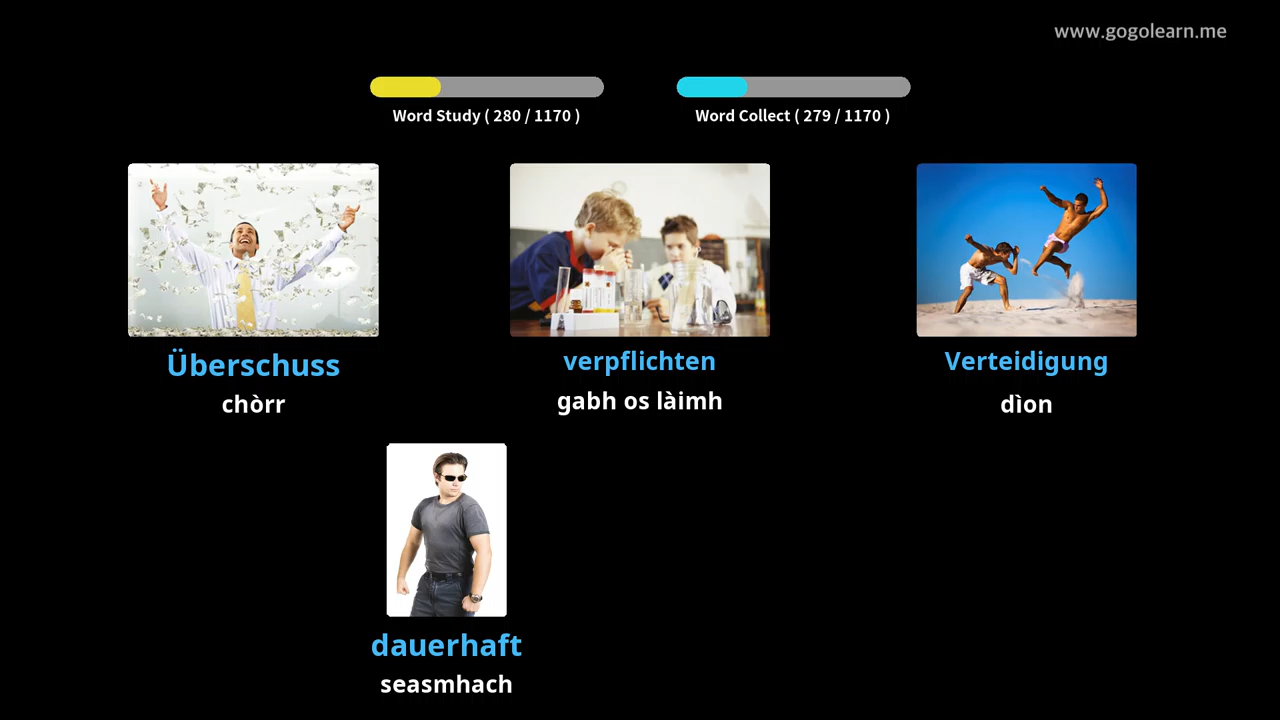 www.gogolearn.me
Word Study ( 280 / 1170 )
Word Collect ( 279 / 1170 )
Überschuss
chòrr
verpflichten
gabh os làimh
Verteidigung
dìon
dauerhaft
seasmhach